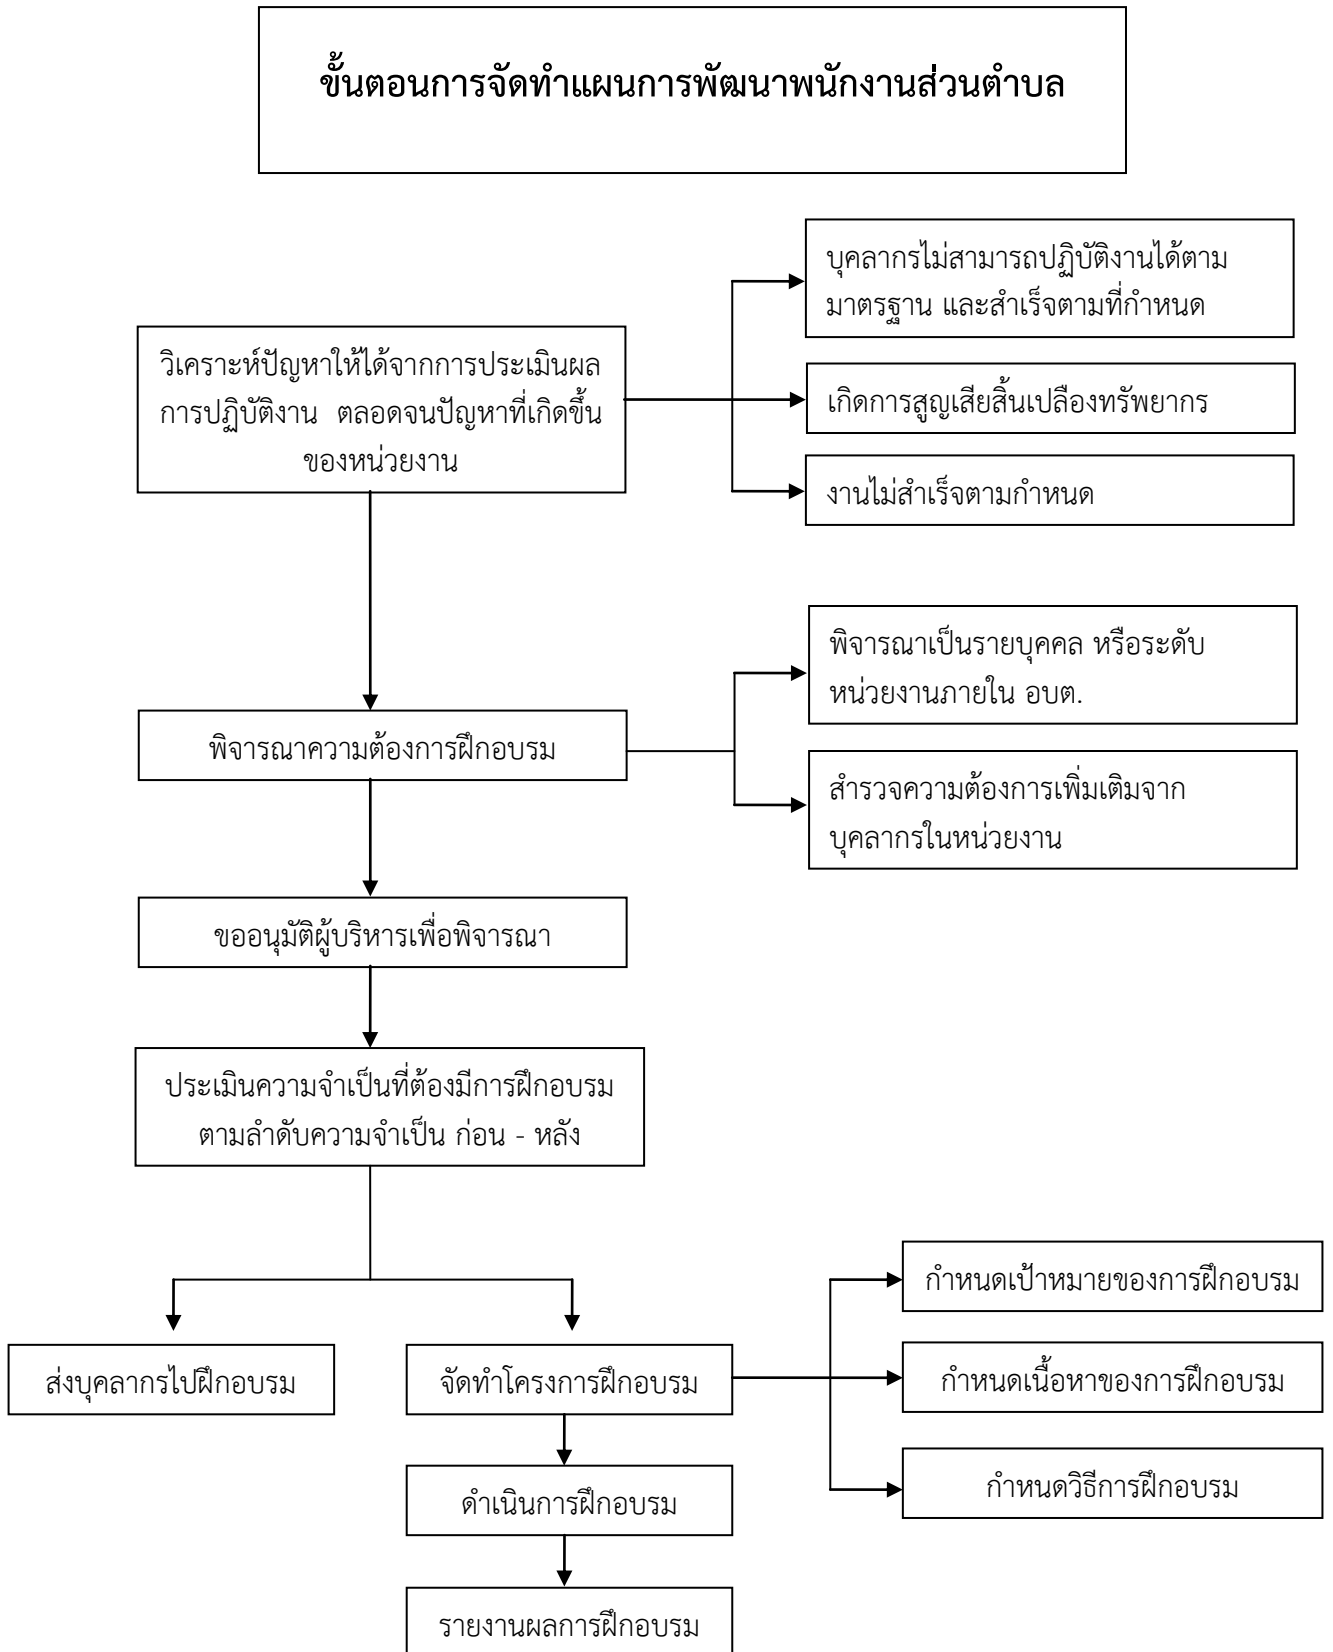 ขั้นตอนการจัดทำแผนการพัฒนาพนักงานส่วนตำบล
บุคลากรไม่สามารถปฏิบัติงานได้ตาม
มาตรฐาน และสำเร็จตามที่กำหนด
วิเคราะห์ปัญหาให้ได้จากการประเมินผล
การปฏิบัติงาน ตลอดจนปัญหาที่เกิดขึ้น
ของหน่วยงาน
เกิดการสูญเสียสิ้นเปลืองทรัพยากร
งานไม่สำเร็จตามกำหนด
พิจารณาเป็นรายบุคคล หรือระดับ
หน่วยงานภายใน อบต.
พิจารณาความต้องการฝึกอบรม
สำรวจความต้องการเพิ่มเติมจาก
บุคลากรในหน่วยงาน
ขออนุมัติผู้บริหารเพื่อพิจารณา
ประเมินความจำเป็นที่ต้องมีการฝึกอบรม
ตามลำดับความจำเป็น ก่อน - หลัง
กำหนดเป้าหมายของการฝึกอบรม
ส่งบุคลากรไปฝึกอบรม
จัดทำโครงการฝึกอบรม
กำหนดเนื้อหาของการฝึกอบรม
กำหนดวิธีการฝึกอบรม
ดำเนินการฝึกอบรม
รายงานผลการฝึกอบรม